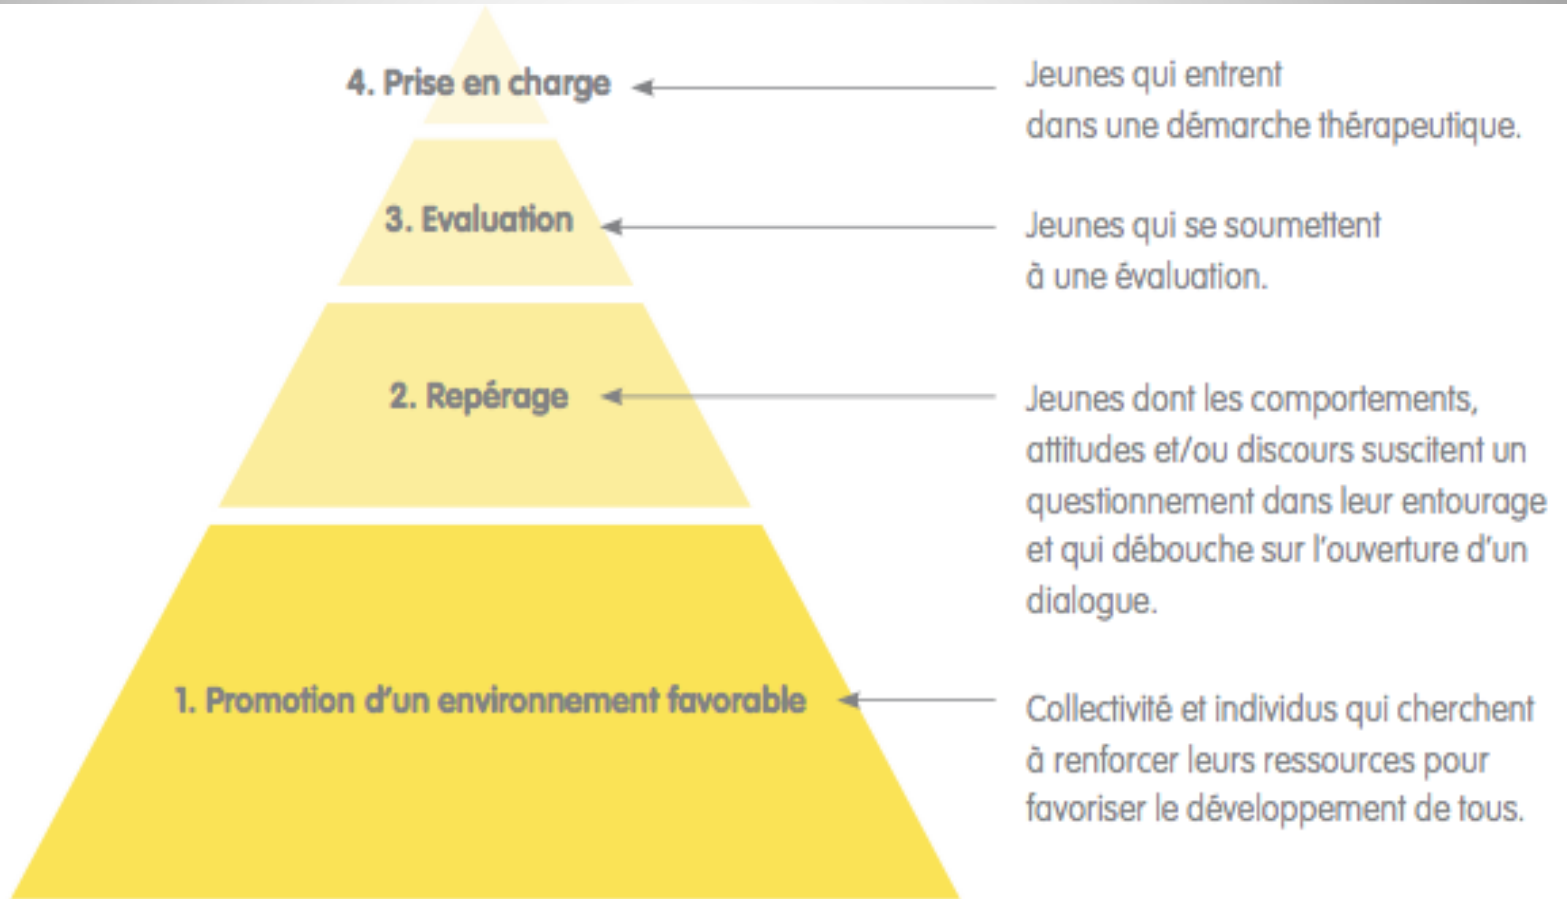 4. Prise en charge
Jeunes qui entrent
dans une démarche thérapeutique.
3. Evaluation
Jeunes qui se soumettent
à une évaluation.
2. Repérage
Jeunes dont les comportements,
attitudes et/ou discours suscitent un
questionnement dans leur entourage
et qui débouche sur l'ouverture d'un
dialogue.
1. Promotion d'un environnement favorable
Collectivité et individus qui cherchent
à renforcer leurs ressources pour
favoriser le développement de tous.